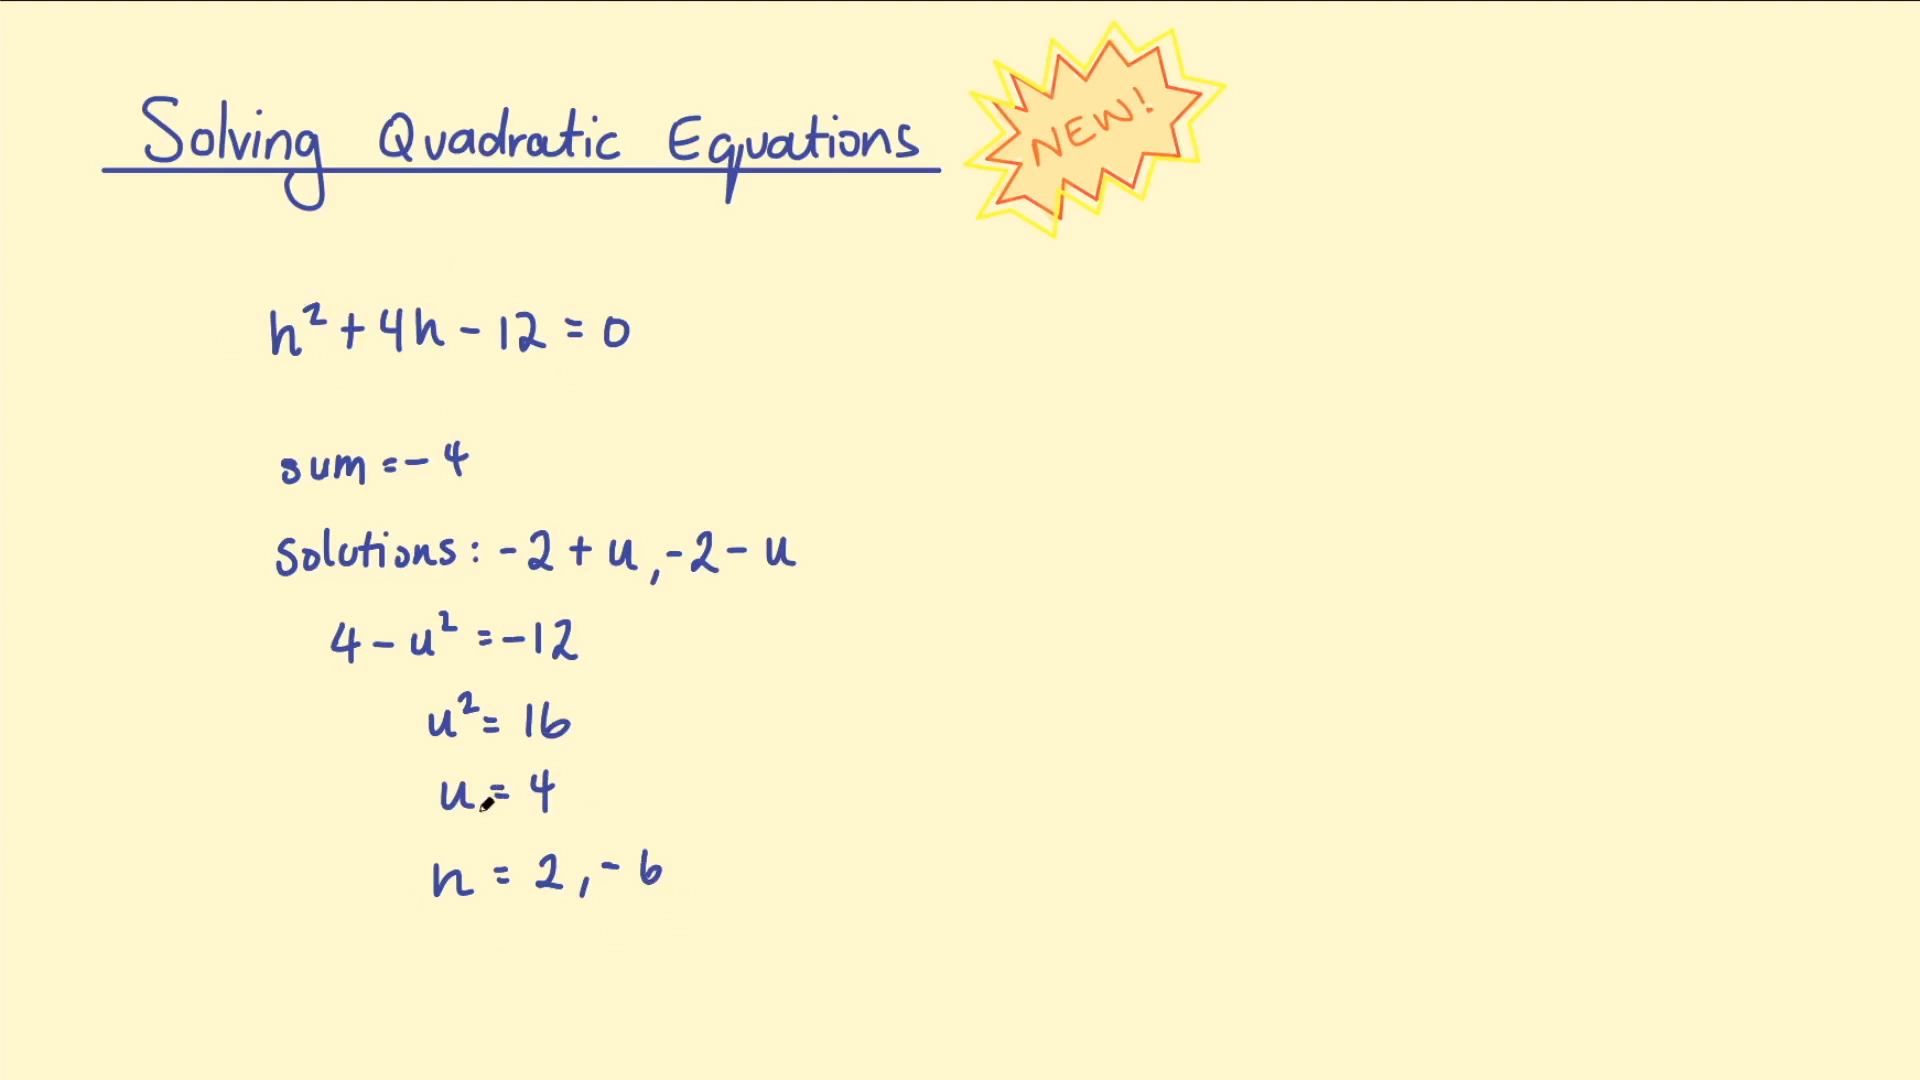 Solving Quadratic Equations
NEW!
h² + 4h - 12 = 0
sum = - 4
solutions: -2 + u, -2 - u
4 - u² = -12
u² = 16
u = 4
h = 2, -6